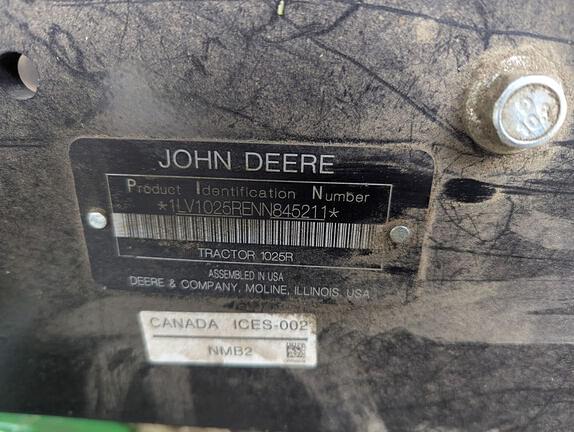 JOHN DEERE
Product Identification Number
*1LV1025RENN845211*
TRACTOR 1025R
ASSEMBLED IN USA
DEERE & COMPANY, MOLINE, ILLINOIS, USA
CANADA ICES-002
NMB2